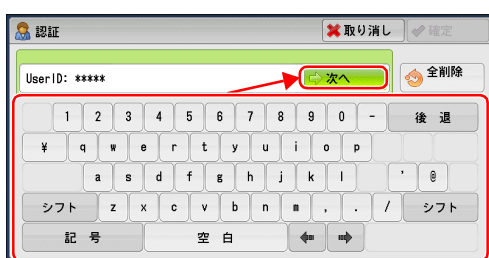 認証 取り消し 確定
UserID: ***** 次へ 全削除
1 2 3 4 5 6 7 8 9 0 - 後 退
¥ q w e r t y u i o p
a s d f g h j k l ' @
シフト z x c v b n m , . / シフト
記 号 空 白